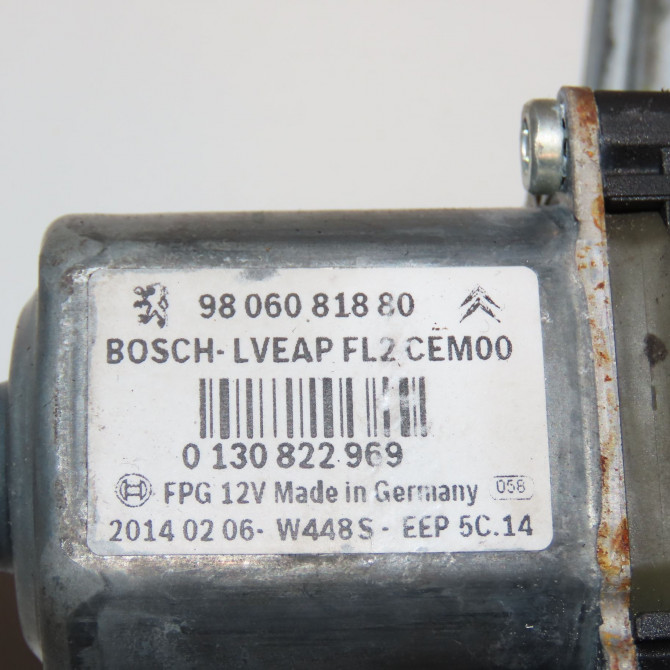 98 060 818 80
BOSCH- LVEAP FL2 CEM00
0 130 822 969
FPG 12V Made in Germany 058
2014 02 06- W448S - EEP 5C.14